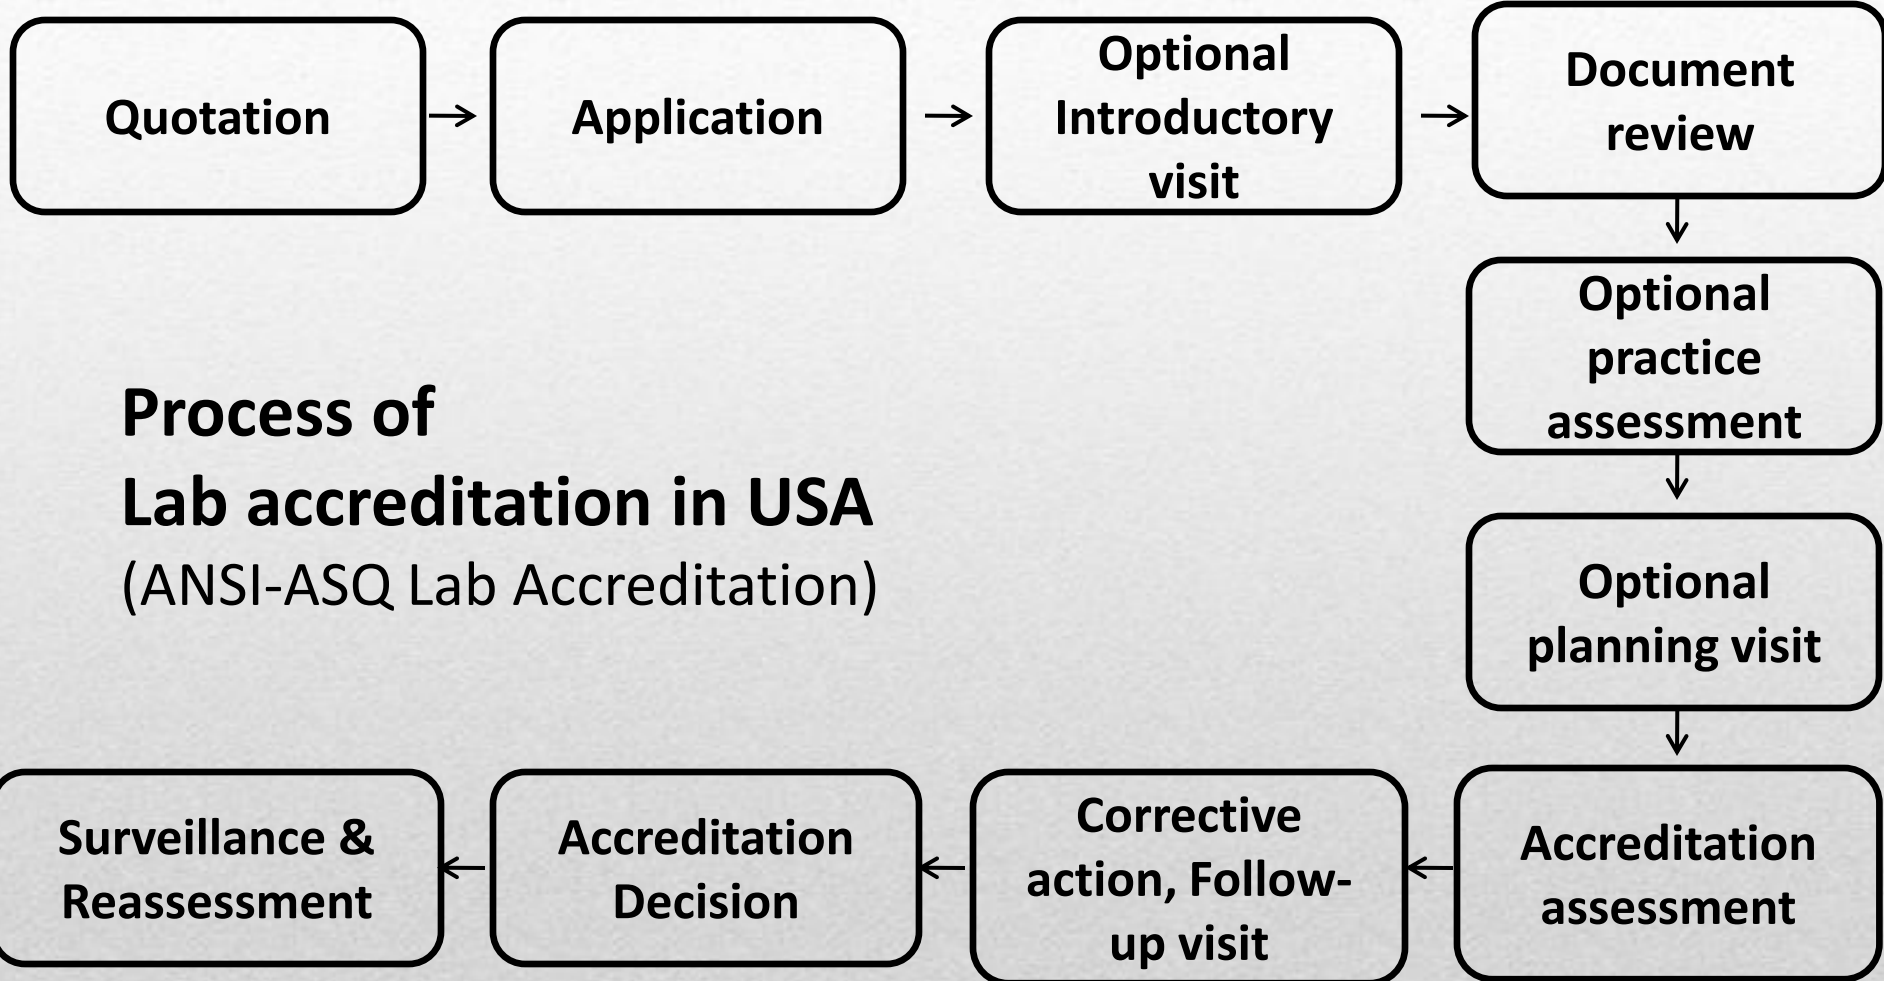 Quotation
Application
Optional
Introductory
visit
Document
review
Optional
practice
assessment
Optional
planning visit
Process of
Lab accreditation in USA
(ANSI-ASQ Lab Accreditation)
Accreditation
assessment
Corrective
action, Follow-
up visit
Accreditation
Decision
Surveillance &
Reassessment